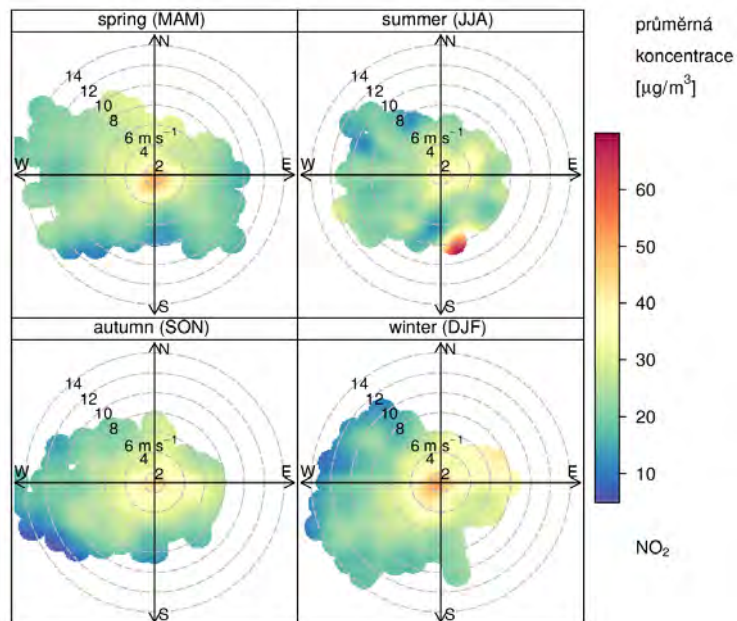 spring (MAM)
N
14
12
10
8
6 m s⁻¹
4
2
W
E
S
summer (JJA)
N
14
12
10
8
6 m s⁻¹
4
2
W
E
S
autumn (SON)
N
14
12
10
8
6 m s⁻¹
4
2
W
E
S
winter (DJF)
N
14
12
10
8
6 m s⁻¹
4
2
W
E
S
průměrná
koncentrace
[µg/m³]
60
50
40
30
20
10
NO₂